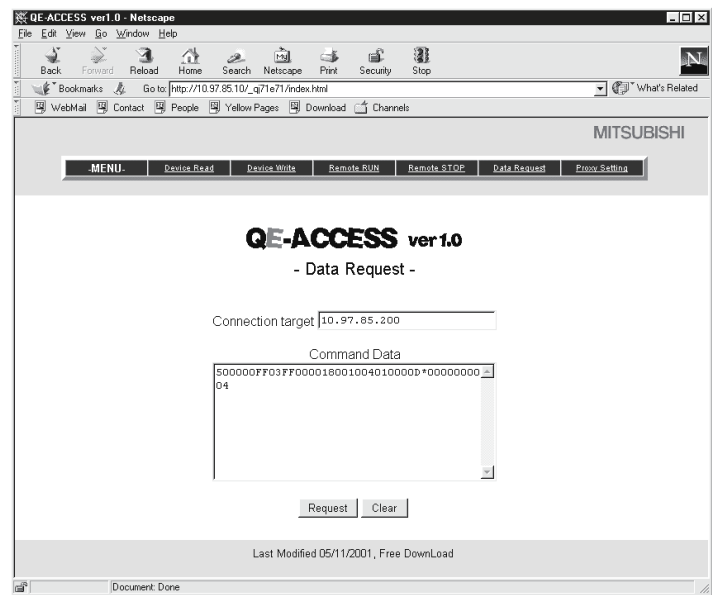 QE-ACCESS ver1.0 - Netscape
File Edit View Go Window Help
Back Forward Reload Home Search Netscape Print Security Stop
N
Bookmarks Go to: http://10.97.85.10/_qj71e71/index.html What's Related
WebMail Contact People Yellow Pages Download Channels
MITSUBISHI
-MENU- Device Read Device Write Remote RUN Remote STOP Data Request Proxy Setting
QE-ACCESS ver1.0
- Data Request -
Connection target 10.97.85.200
Command Data
500000FF03FF000018001004010000D*00000000
04
Request Clear
Last Modified 05/11/2001, Free DownLoad
Document: Done